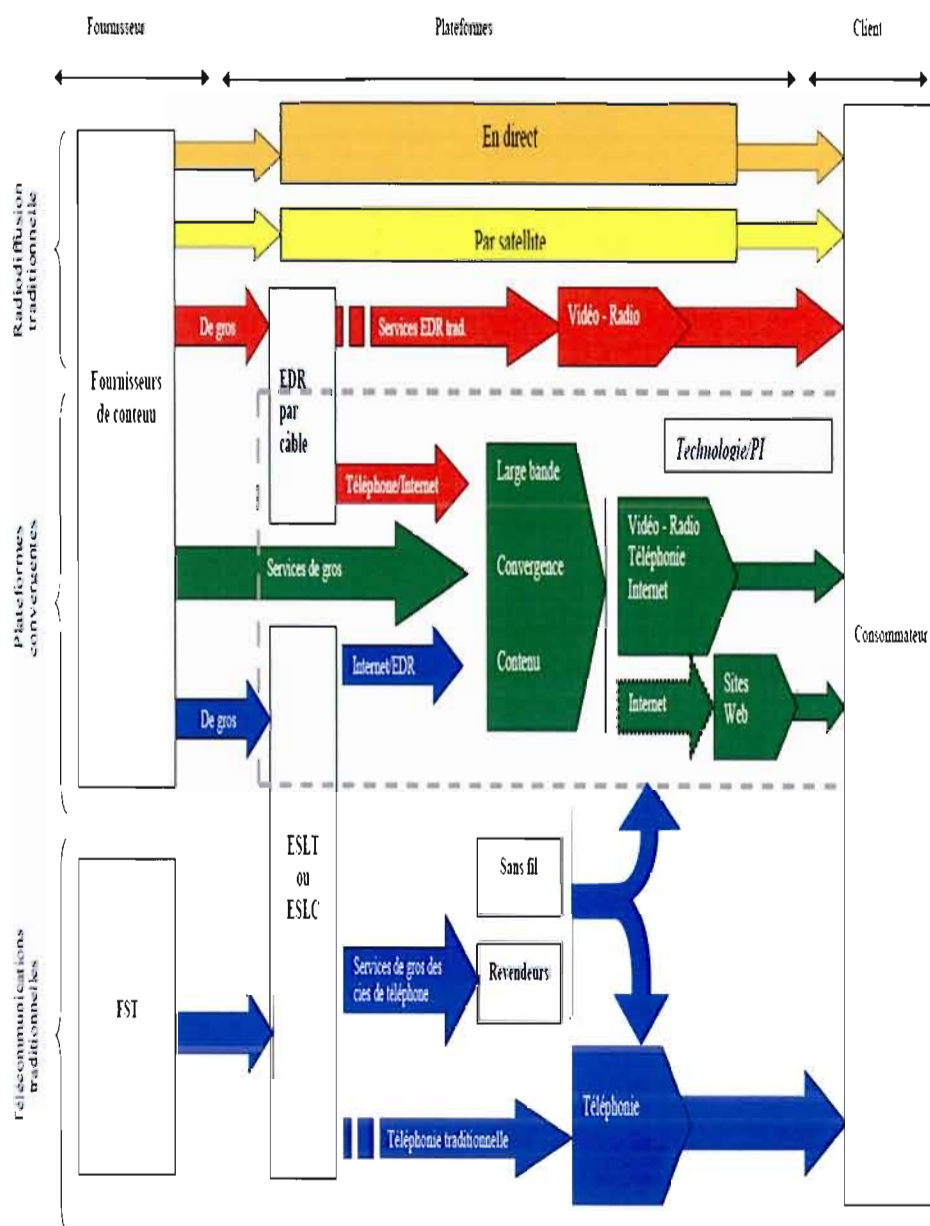 Fournisseur
Plateformes
Client
Radiodiffusion
traditionnelle
En direct
Par satellite
De gros
Services EDR trad.
Vidéo - Radio
Fournisseurs
de contenu
EDR
par
câble
Technologie/PI
Téléphone/Internet
Large bande
Convergence
Contenu
Vidéo - Radio
Téléphonie
Internet
Plateformes
convergentes
Services de gros
Consommateur
Internet/EDR
De gros
Internet
Sites
Web
Télécommunications
traditionnelles
FST
ESLT
ou
ESLC
Sans fil
Services de gros des
cies de téléphone
Revendeurs
Téléphonie
Téléphonie traditionnelle